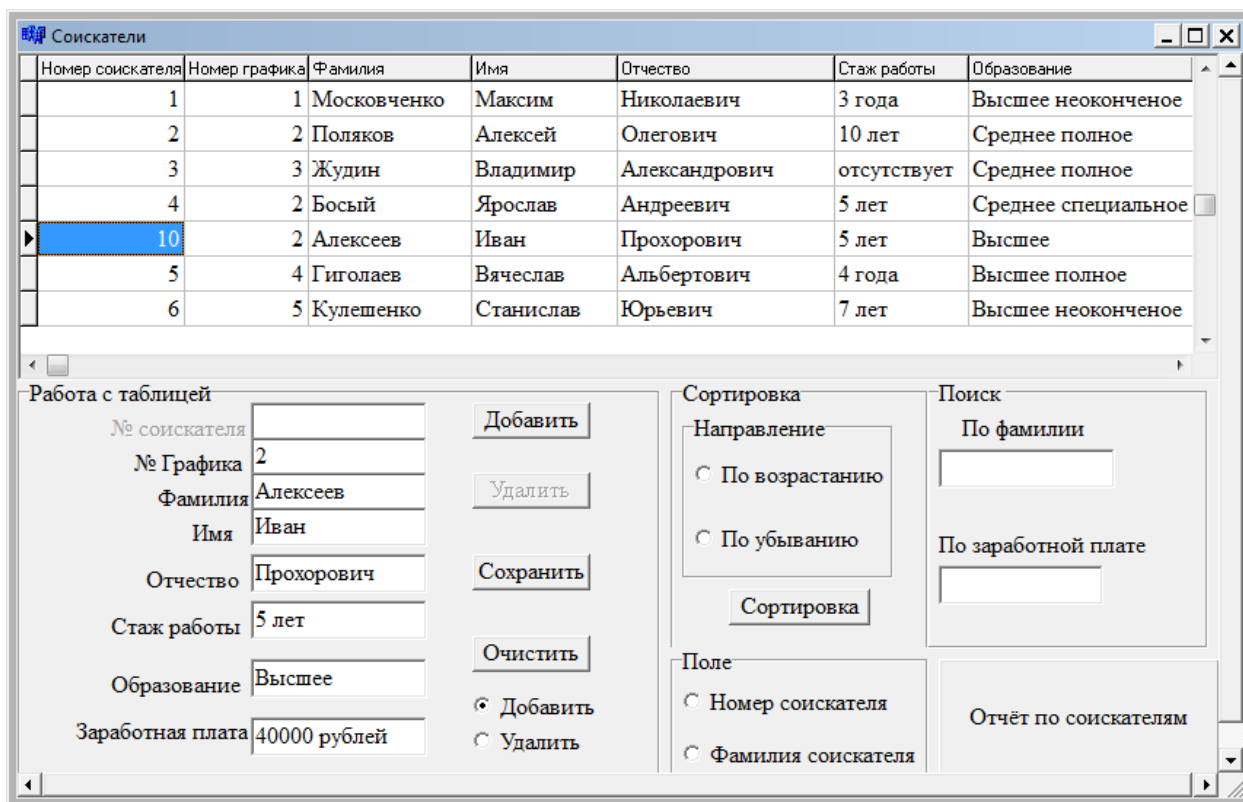 Соискатели
Номер соискателя Номер графика Фамилия Имя Отчество Стаж работы Образование
1 1 Московченко Максим Николаевич 3 года Высшее неоконченое
2 2 Поляков Алексей Олегович 10 лет Среднее полное
3 3 Жудин Владимир Александрович отсутствует Среднее полное
4 2 Босый Ярослав Андреевич 5 лет Среднее специальное
10 2 Алексеев Иван Прохорович 5 лет Высшее
5 4 Гиголаев Вячеслав Альбертович 4 года Высшее полное
6 5 Кулешенко Станислав Юрьевич 7 лет Высшее неоконченое
Работа с таблицей
№ соискателя
№ Графика 2
Фамилия Алексеев
Имя Иван
Отчество Прохорович
Стаж работы 5 лет
Образование Высшее
Заработная плата 40000 рублей
Добавить
Удалить
Сохранить
Очистить
Добавить
Удалить
Сортировка
Направление
По возрастанию
По убыванию
Сортировка
Поле
Номер соискателя
Фамилия соискателя
Поиск
По фамилии
По заработной плате
Отчёт по соискателям